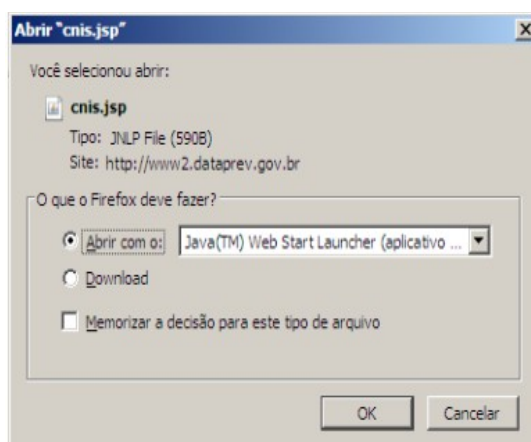 Abrir "cnis.jsp"
Você selecionou abrir:
cnis.jsp
Tipo: JNLP File (590B)
Site: http://www2.dataprev.gov.br
O que o Firefox deve fazer?
Abrir com o: Java(TM) Web Start Launcher (aplicativo ...
Download
Memorizar a decisão para este tipo de arquivo
OK Cancelar